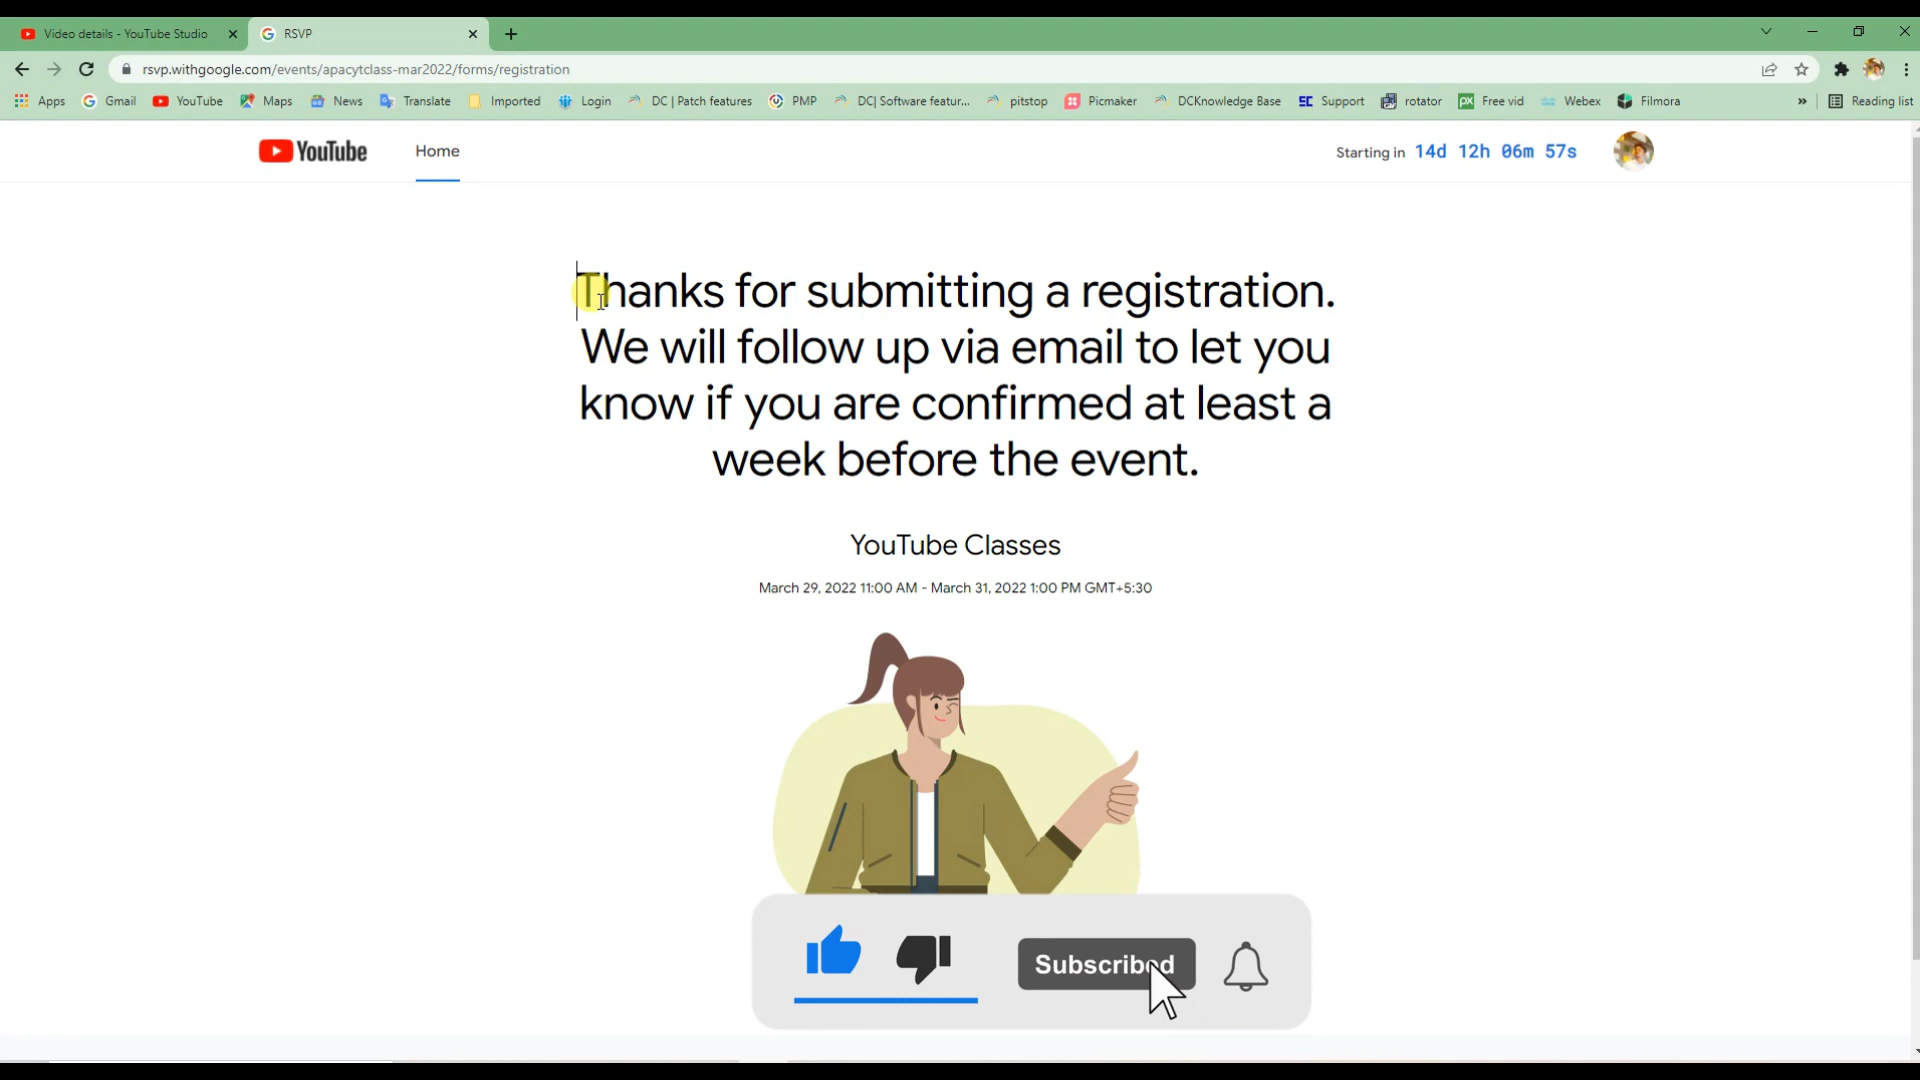 Video details - YouTube Studio
RSVP
rsvp.withgoogle.com/events/apacytclass-mar2022/forms/registration
Apps Gmail YouTube Maps News Translate Imported Login DC | Patch features PMP DC| Software featur... pitstop Picmaker DCKnowledge Base SC Support rotator PX Free vid Webex Filmora » Reading list
YouTube Home Starting in 14d 12h 06m 57s
Thanks for submitting a registration.
We will follow up via email to let you
know if you are confirmed at least a
week before the event.
YouTube Classes
March 29, 2022 11:00 AM - March 31, 2022 1:00 PM GMT+5:30
Subscribed